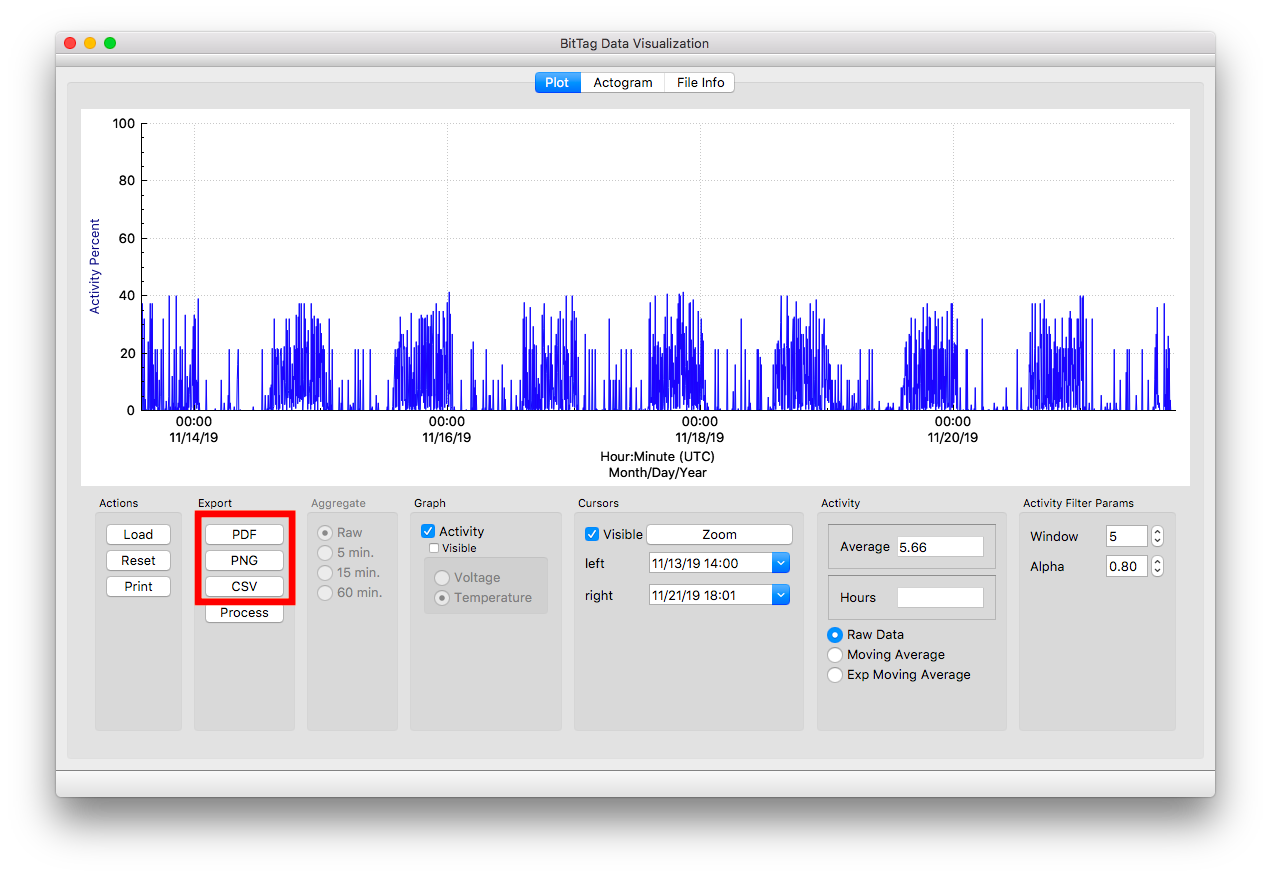 BitTag Data Visualization
Plot Actogram File Info
100
80
60
40
20
0
Activity Percent
00:00 00:00 00:00 00:00
11/14/19 11/16/19 11/18/19 11/20/19
Hour:Minute (UTC)
Month/Day/Year
Actions
Load
Reset
Print
Export
PDF
PNG
CSV
Process
Aggregate
Raw
5 min.
15 min.
60 min.
Graph
Activity
Visible
Voltage
Temperature
Cursors
Visible Zoom
left 11/13/19 14:00
right 11/21/19 18:01
Activity
Average 5.66
Hours
Raw Data
Moving Average
Exp Moving Average
Activity Filter Params
Window 5
Alpha 0.80